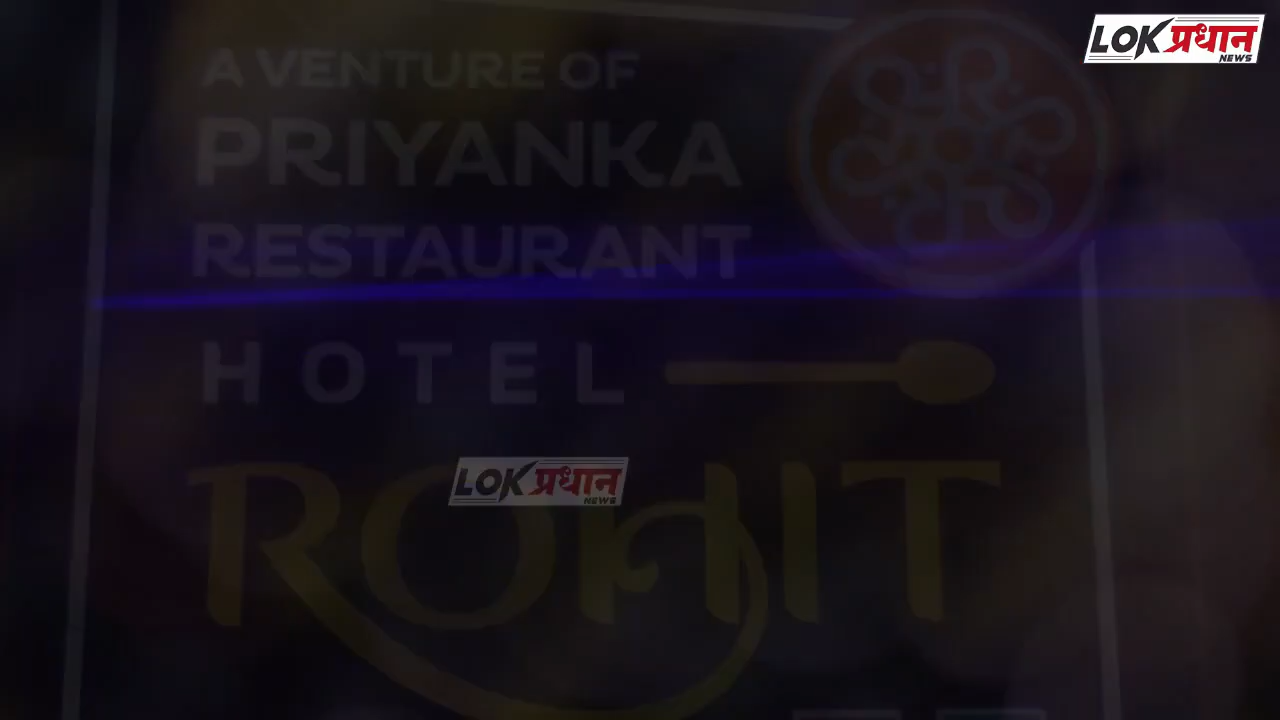 LOKप्रधान
NEWS
A VENTURE OF
PRIYANKA
RESTAURANT
HOTEL
ROHIT
LOKप्रधान
NEWS